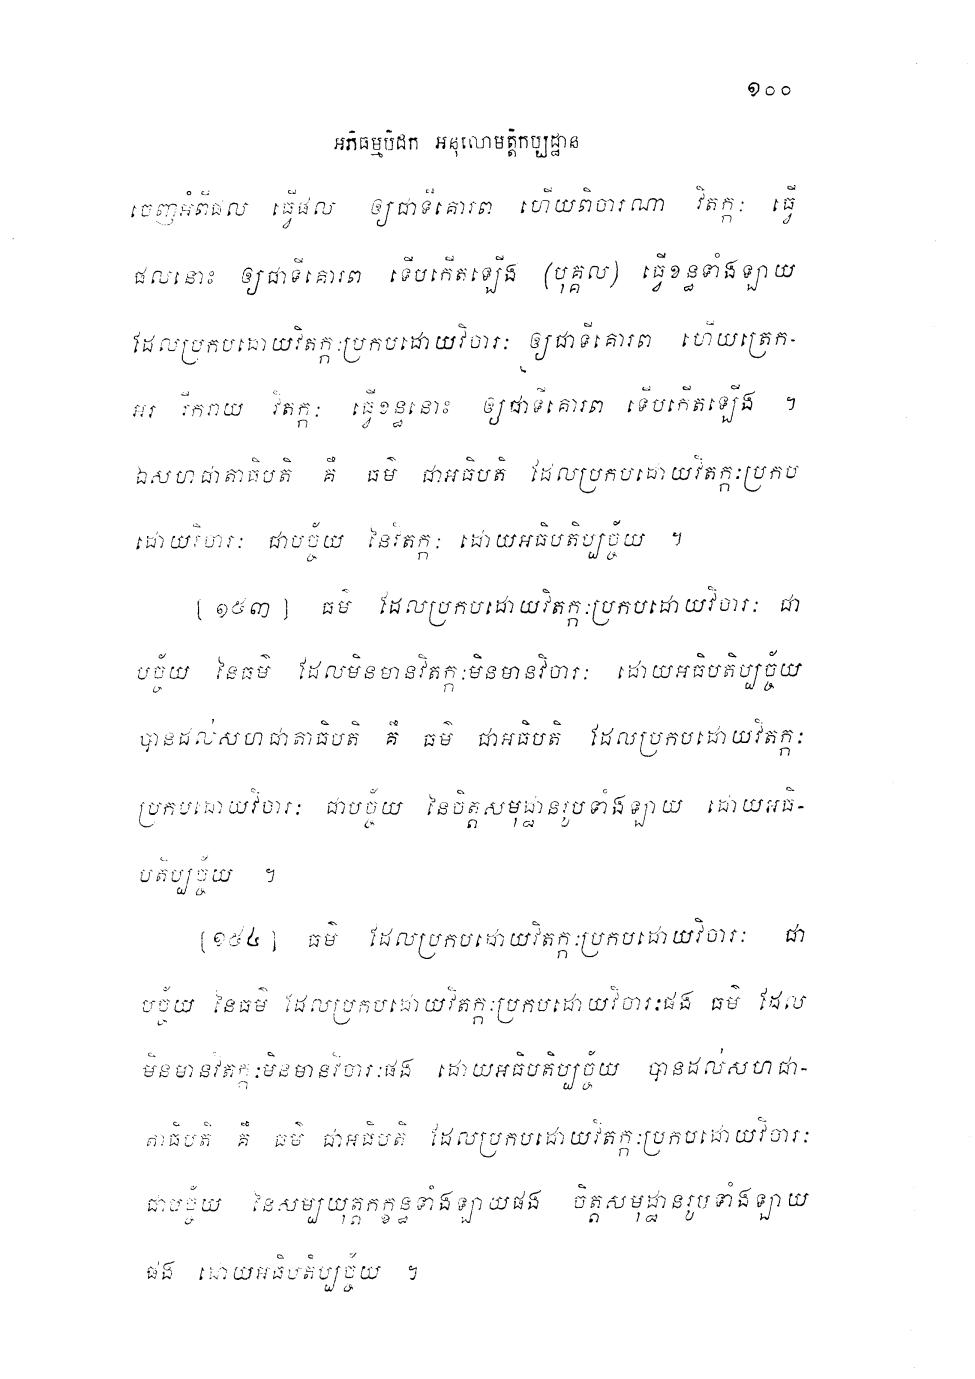 ១០០
អភិធម្មបិដក អនុលោមត្តិកប្បដ្ឋាន
ចេញអំពីផល ធ្វើផល ឲ្យជាទីគោរព ហើយពិចារណា វិតក្កៈ ធ្វើ
ផលនោះ ឲ្យជាទីគោរព ទើបកើតឡើង (បុគ្គល) ធ្វើខន្ធទាំងឡាយ
ដែលប្រកបដោយវិតក្កៈប្រកបដោយវិចារៈ ឲ្យជាទីគោរព ហើយត្រេក-
អរ រីករាយ វិតក្កៈ ធ្វើខន្ធនោះ ឲ្យជាទីគោរព ទើបកើតឡើង ។
ឯសហជាតាធិបតិ គឺ ធម៌ ជាអធិបតិ ដែលប្រកបដោយវិតក្កៈប្រកប
ដោយវិចារៈ ជាបច្ច័យ នៃវិតក្កៈ ដោយអធិបតិប្បច្ច័យ ។
[១៥៣] ធម៌ ដែលប្រកបដោយវិតក្កៈប្រកបដោយវិចារៈ ជា
បច្ច័យ នៃធម៌ ដែលមិនមានវិតក្កៈមិនមានវិចារៈ ដោយអធិបតិប្បច្ច័យ
បានដល់សហជាតាធិបតិ គឺ ធម៌ ជាអធិបតិ ដែលប្រកបដោយវិតក្កៈ
ប្រកបដោយវិចារៈ ជាបច្ច័យ នៃចិត្តសមុដ្ឋានរូបទាំងឡាយ ដោយអធិ-
បតិប្បច្ច័យ ។
[១៥៤] ធម៌ ដែលប្រកបដោយវិតក្កៈប្រកបដោយវិចារៈ ជា
បច្ច័យ នៃធម៌ ដែលប្រកបដោយវិតក្កៈប្រកបដោយវិចារៈផង ធម៌ ដែល
មិនមានវិតក្កៈមិនមានវិចារៈផង ដោយអធិបតិប្បច្ច័យ បានដល់សហជា-
តាធិបតិ គឺ ធម៌ ជាអធិបតិ ដែលប្រកបដោយវិតក្កៈប្រកបដោយវិចារៈ
ជាបច្ច័យ នៃសម្បយុត្តកក្ខន្ធទាំងឡាយផង ចិត្តសមុដ្ឋានរូបទាំងឡាយ
ផង ដោយអធិបតិប្បច្ច័យ ។